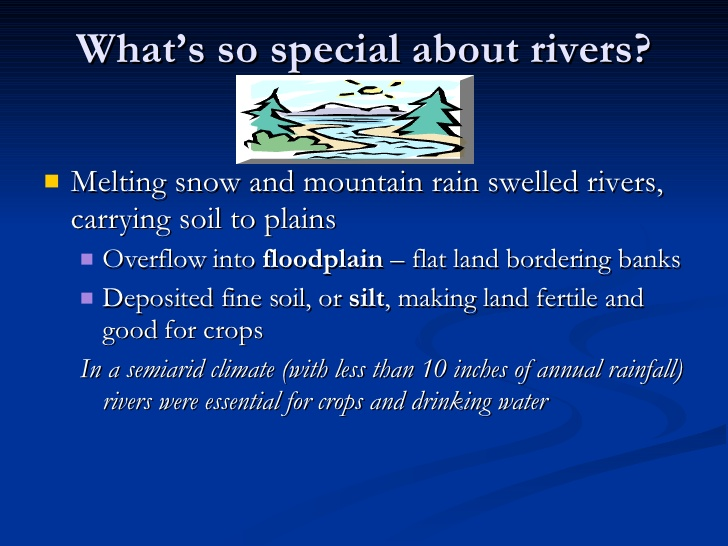 What's so special about rivers?
Melting snow and mountain rain swelled rivers,
carrying soil to plains
Overflow into floodplain – flat land bordering banks
Deposited fine soil, or silt, making land fertile and
good for crops
In a semiarid climate (with less than 10 inches of annual rainfall)
rivers were essential for crops and drinking water